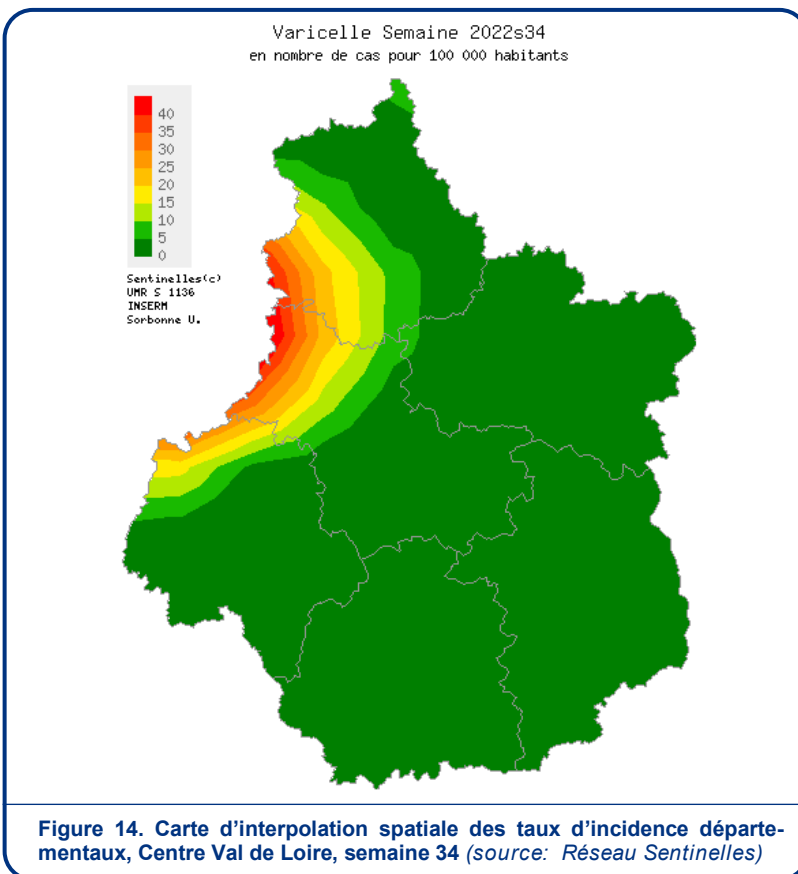 Varicelle Semaine 2022s34
en nombre de cas pour 100 000 habitants
40
35
30
25
20
15
10
5
0
Sentinelles(c)
UMR S 1136
INSERM
Sorbonne U.
Figure 14. Carte d'interpolation spatiale des taux d'incidence départe-
mentaux, Centre Val de Loire, semaine 34 (source: Réseau Sentinelles)